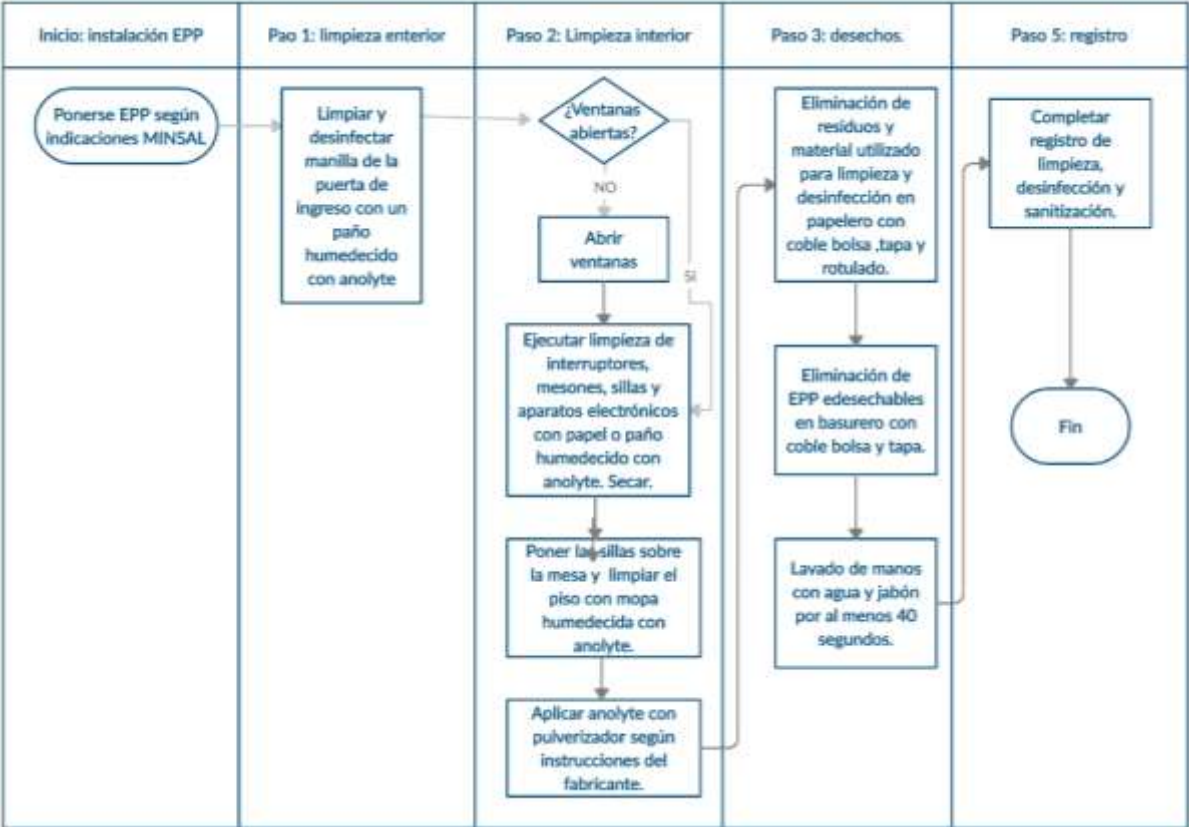 Inicio: instalación EPP
Pao 1: limpieza enterior
Paso 2: Limpieza interior
Paso 3: desechos.
Paso 5: registro
Ponerse EPP según
indicaciones MINSAL
Limpiar y
desinfectar
manilla de la
puerta de
ingreso con un
paño
humedecido
con anolyte
¿Ventanas
abiertas?
NO
SI
Abrir
ventanas
Ejecutar limpieza de
interruptores,
mesones, sillas y
aparatos electrónicos
con papel o paño
humedecido con
anolyte. Secar.
Poner las sillas sobre
la mesa y limpiar el
piso con mopa
humedecida con
anolyte.
Aplicar anolyte con
pulverizador según
instrucciones del
fabricante.
Eliminación de
residuos y
material utilizado
para limpieza y
desinfección en
papelero con
coble bolsa ,tapa y
rotulado.
Eliminación de
EPP edesechables
en basurero con
coble bolsa y tapa.
Lavado de manos
con agua y jabón
por al menos 40
segundos.
Completar
registro de
limpieza,
desinfección y
sanitización.
Fin